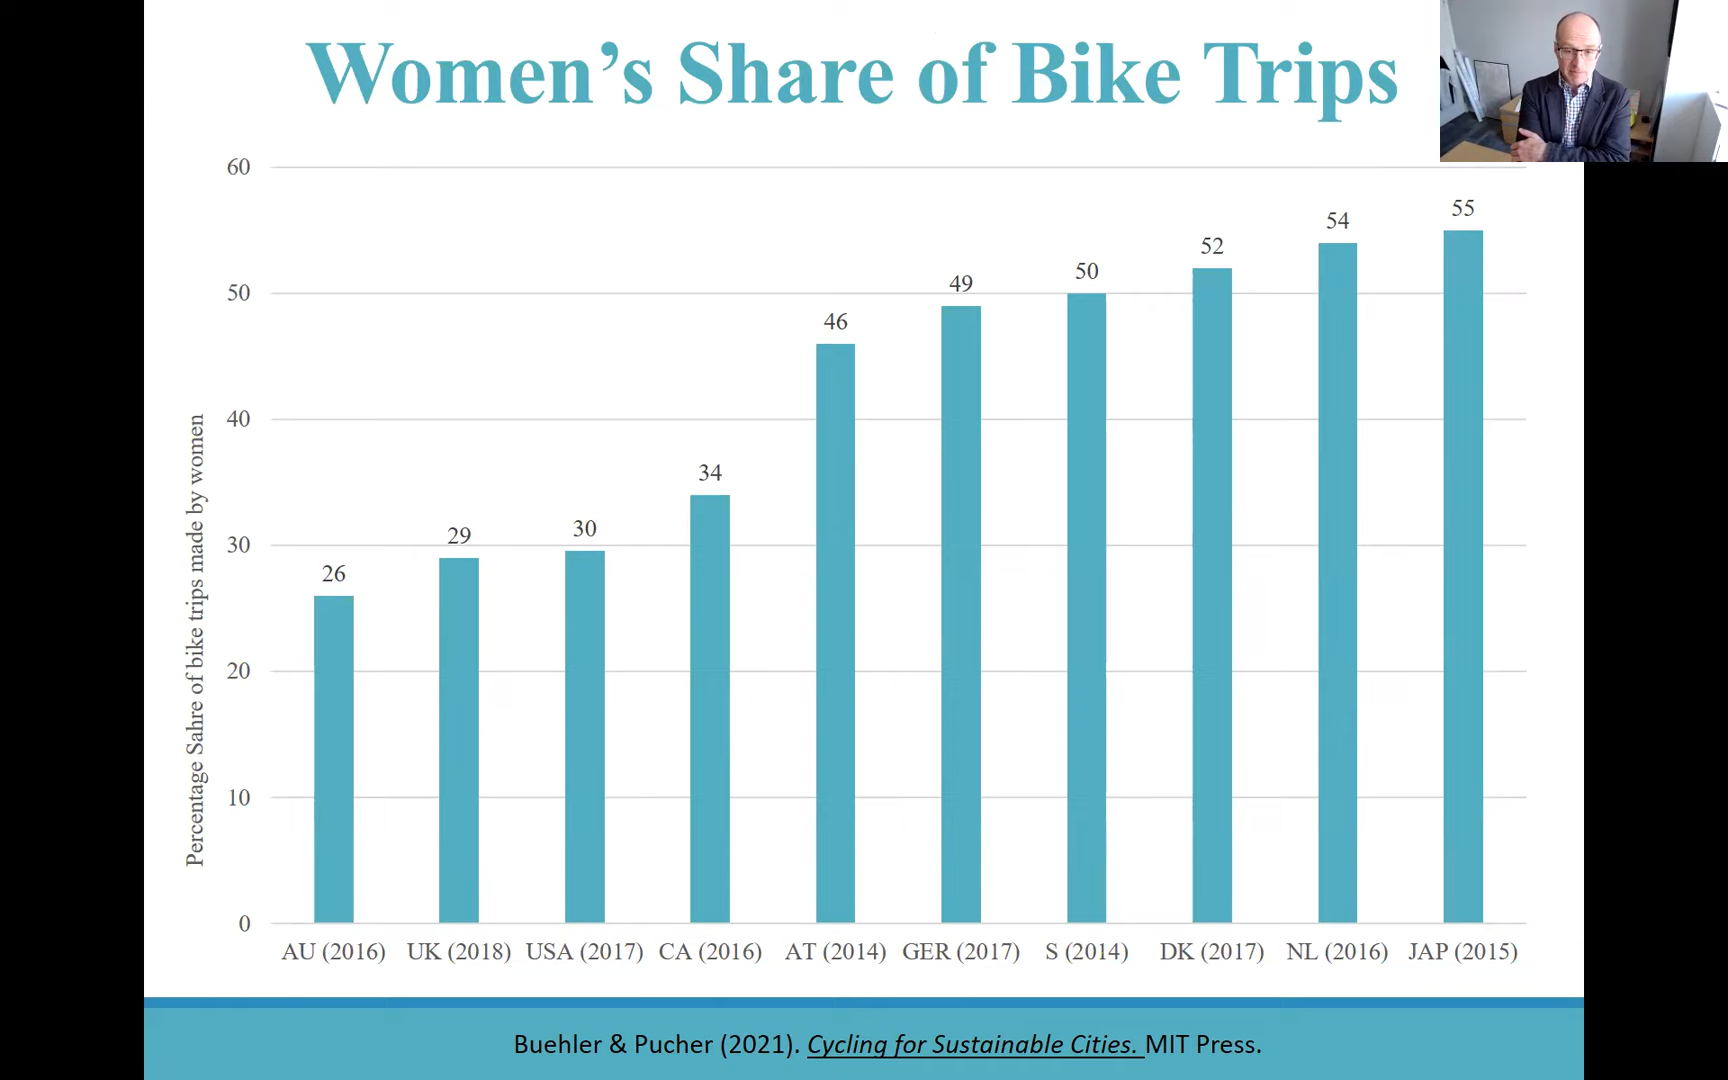 Women’s Share of Bike Trips
Percentage Sahre of bike trips made by women
60
50
40
30
20
10
0
26
29
30
34
46
49
50
52
54
55
AU (2016)
UK (2018)
USA (2017)
CA (2016)
AT (2014)
GER (2017)
S (2014)
DK (2017)
NL (2016)
JAP (2015)
Buehler & Pucher (2021). Cycling for Sustainable Cities. MIT Press.